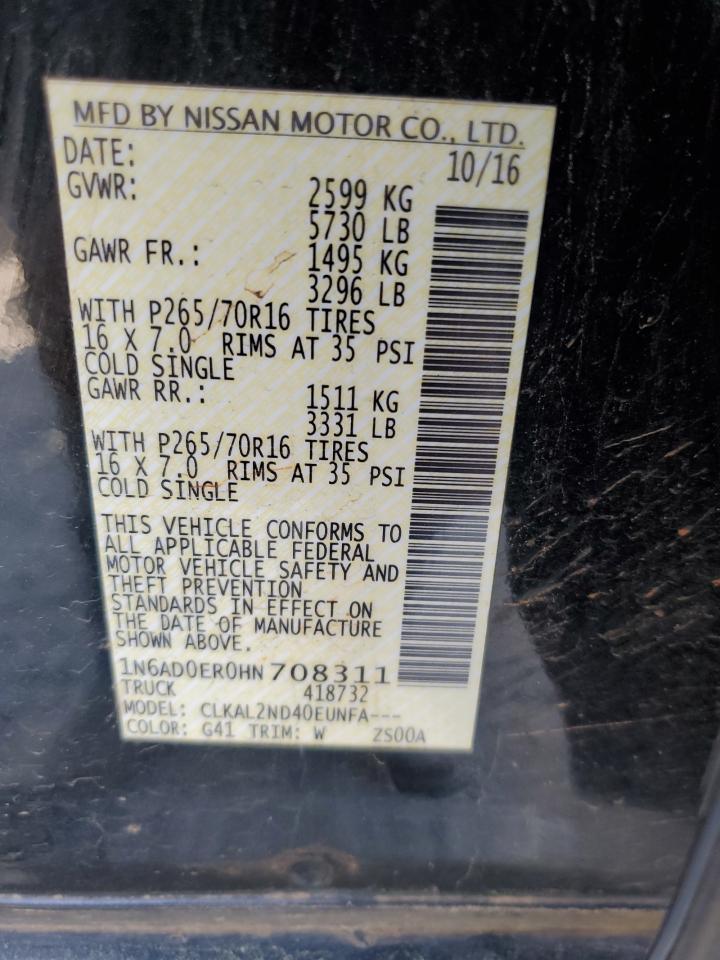 MFD BY NISSAN MOTOR CO., LTD.
DATE: 10/16
GVWR: 2599 KG
5730 LB
GAWR FR.: 1495 KG
3296 LB
WITH P265/70R16 TIRES
16 X 7.0 RIMS AT 35 PSI
COLD SINGLE
GAWR RR.: 1511 KG
3331 LB
WITH P265/70R16 TIRES
16 X 7.0 RIMS AT 35 PSI
COLD SINGLE
THIS VEHICLE CONFORMS TO
ALL APPLICABLE FEDERAL
MOTOR VEHICLE SAFETY AND
THEFT PREVENTION
STANDARDS IN EFFECT ON
THE DATE OF MANUFACTURE
SHOWN ABOVE.
1N6AD0ER0HN708311
TRUCK 418732
MODEL: CLKAL2ND40EUNFA---
COLOR: G41 TRIM: W ZS00A